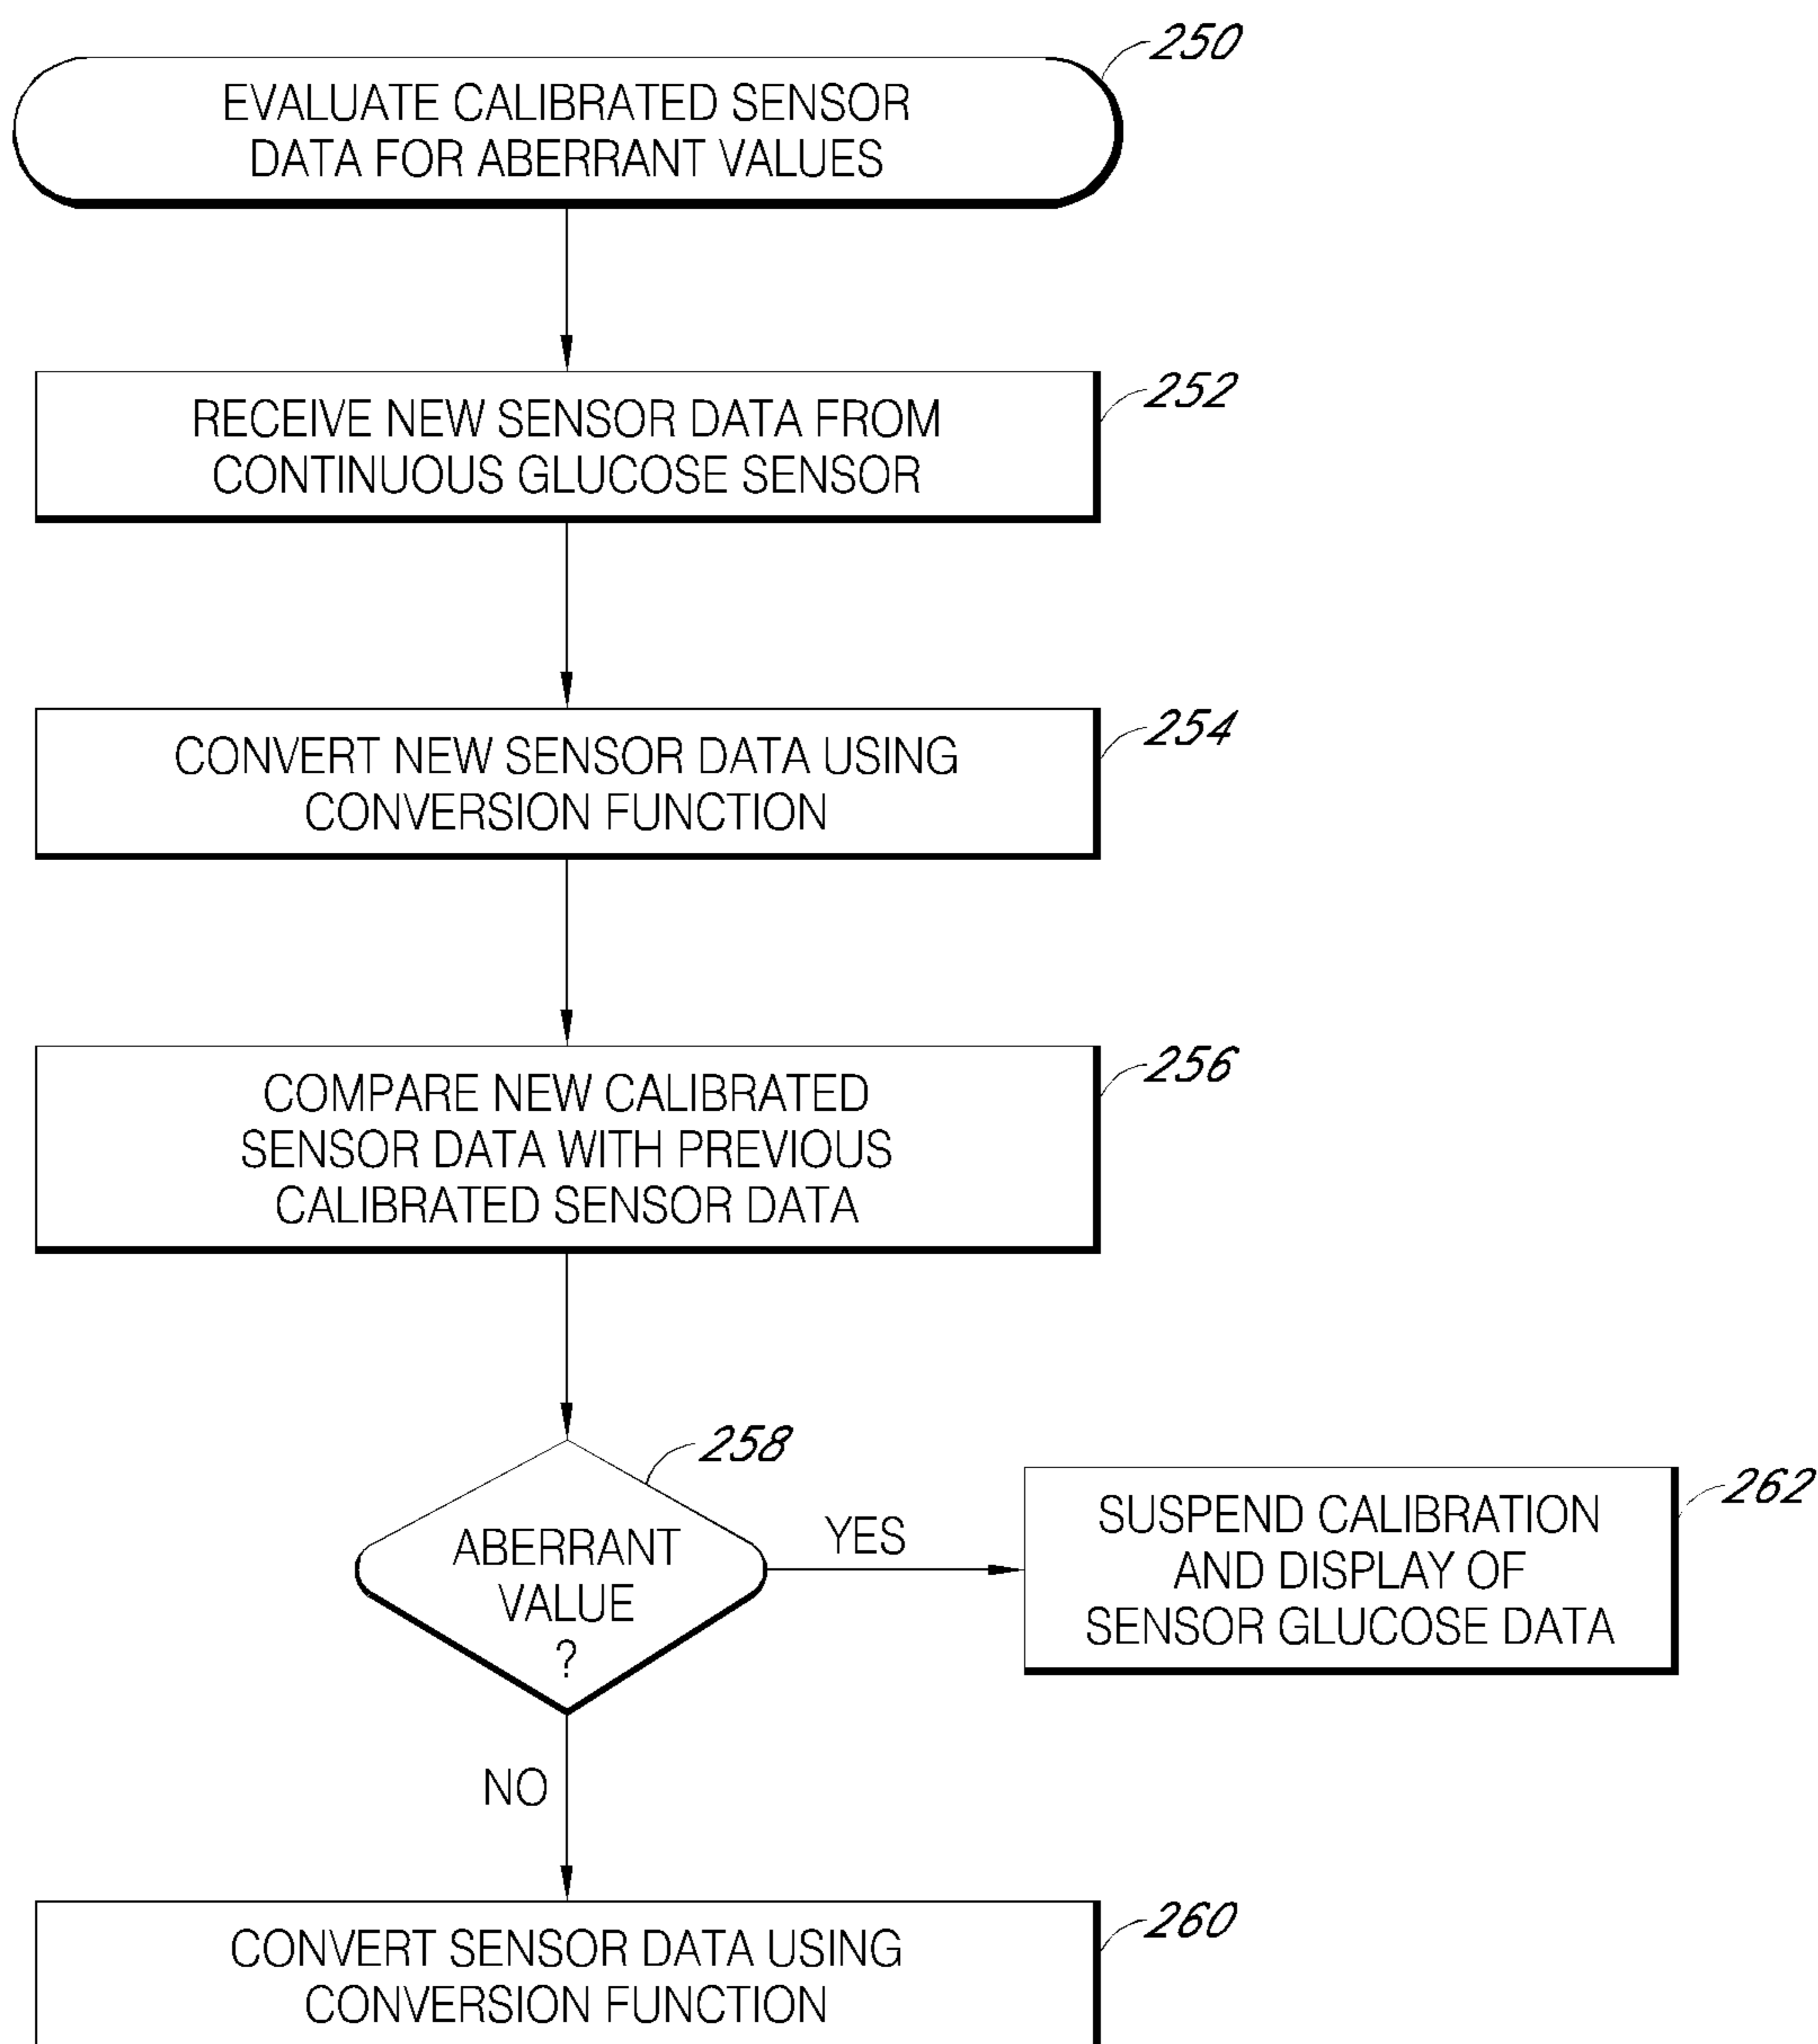 250
EVALUATE CALIBRATED SENSOR
DATA FOR ABERRANT VALUES
252
RECEIVE NEW SENSOR DATA FROM
CONTINUOUS GLUCOSE SENSOR
254
CONVERT NEW SENSOR DATA USING
CONVERSION FUNCTION
256
COMPARE NEW CALIBRATED
SENSOR DATA WITH PREVIOUS
CALIBRATED SENSOR DATA
258
ABERRANT
VALUE
?
YES
262
SUSPEND CALIBRATION
AND DISPLAY OF
SENSOR GLUCOSE DATA
NO
260
CONVERT SENSOR DATA USING
CONVERSION FUNCTION